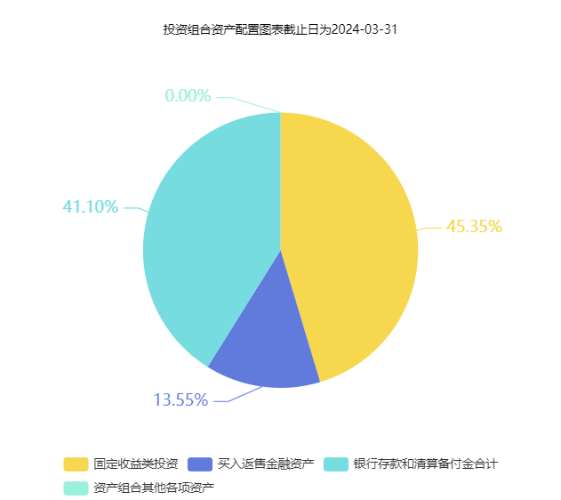 投资组合资产配置图表截止日为2024-03-31
0.00%
41.10%
45.35%
13.55%
固定收益类投资 买入返售金融资产 银行存款和清算备付金合计
资产组合其他各项资产